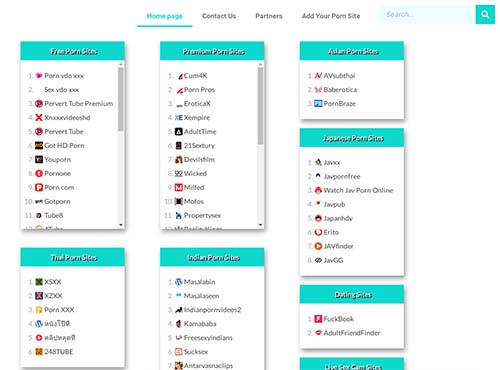 Home page
Contact Us
Partners
Add Your Porn Site
Search...
Free Porn Sites
1. Porn vdo xxx
2. Sex vdo xxx
3. Pervert Tube Premium
4. Xnxxxvideoshd
5. Pervert Tube
6. Got HD Porn
7. Youporn
8. Pornone
9. Porn.com
10. Gotporn
11. Tube8
Premium Porn Sites
1. Cum4K
2. Porn Pros
3. EroticaX
4. Xempire
5. AdultTime
6. 21Sextury
7. Devilsfilm
8. Wicked
9. Milfed
10. Mofos
11. Propertysex
Asian Porn Sites
1. AVsubthai
2. Baberotica
3. PornBraze
Japanese Porn Sites
1. Javxx
2. Javpornfree
3. Watch Jav Porn Online
4. Javpub
5. Japanhdv
6. Erito
7. JAVfinder
8. JavGG
Thai Porn Sites
1. XSXX
2. XZXX
3. Porn XXX
4. หนังโป๊ที
5. คลิปหลุดที
6. 248TUBE
Indian Porn Sites
1. Masalabin
2. Masalaseen
3. Indianpornvideos2
4. Kamababa
5. Freesexyindians
6. Sucksex
7. Antarvasnaclips
Dating Sites
1. FuckBook
2. AdultFriendFinder
Live Sex Cam Sites